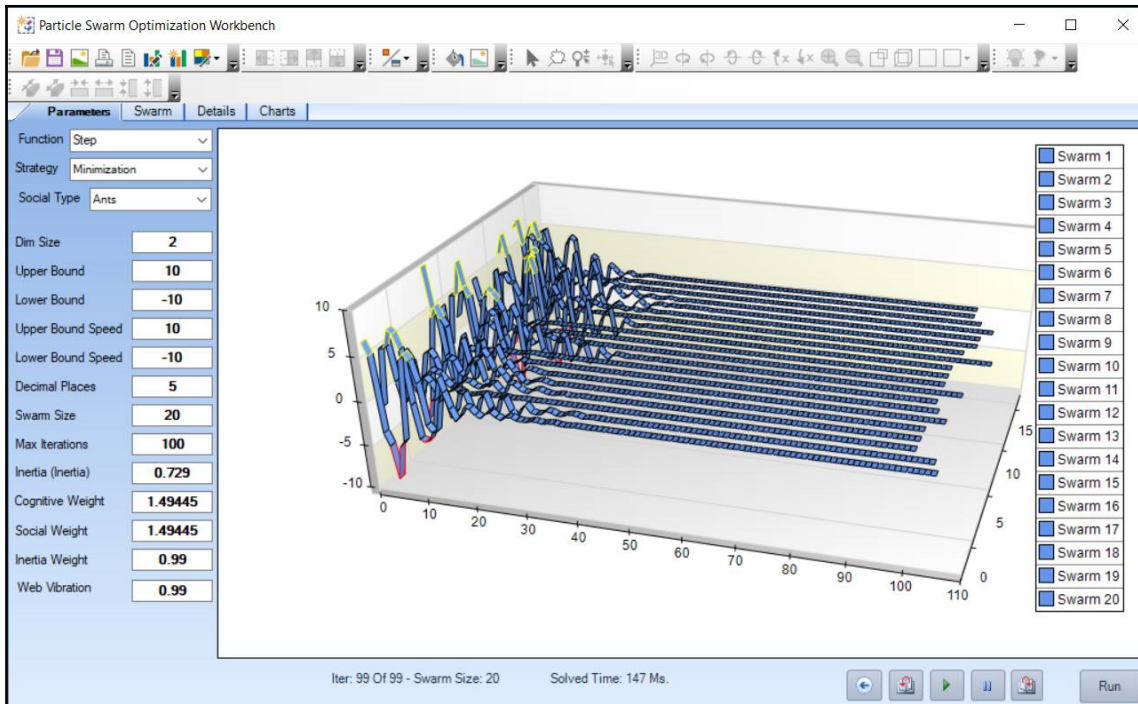 Particle Swarm Optimization Workbench
Parameters Swarm Details Charts
Function Step
Strategy Minimization
Social Type Ants
Dim Size 2
Upper Bound 10
Lower Bound -10
Upper Bound Speed 10
Lower Bound Speed -10
Decimal Places 5
Swarm Size 20
Max Iterations 100
Inertia (Inertia) 0.729
Cognitive Weight 1.49445
Social Weight 1.49445
Inertia Weight 0.99
Web Vibration 0.99
10
5
0
-5
-10
0 10 20 30 40 50 60 70 80 90 100 110
15
10
5
0
Swarm 1
Swarm 2
Swarm 3
Swarm 4
Swarm 5
Swarm 6
Swarm 7
Swarm 8
Swarm 9
Swarm 10
Swarm 11
Swarm 12
Swarm 13
Swarm 14
Swarm 15
Swarm 16
Swarm 17
Swarm 18
Swarm 19
Swarm 20
Iter: 99 Of 99 - Swarm Size: 20 Solved Time: 147 Ms.
Run